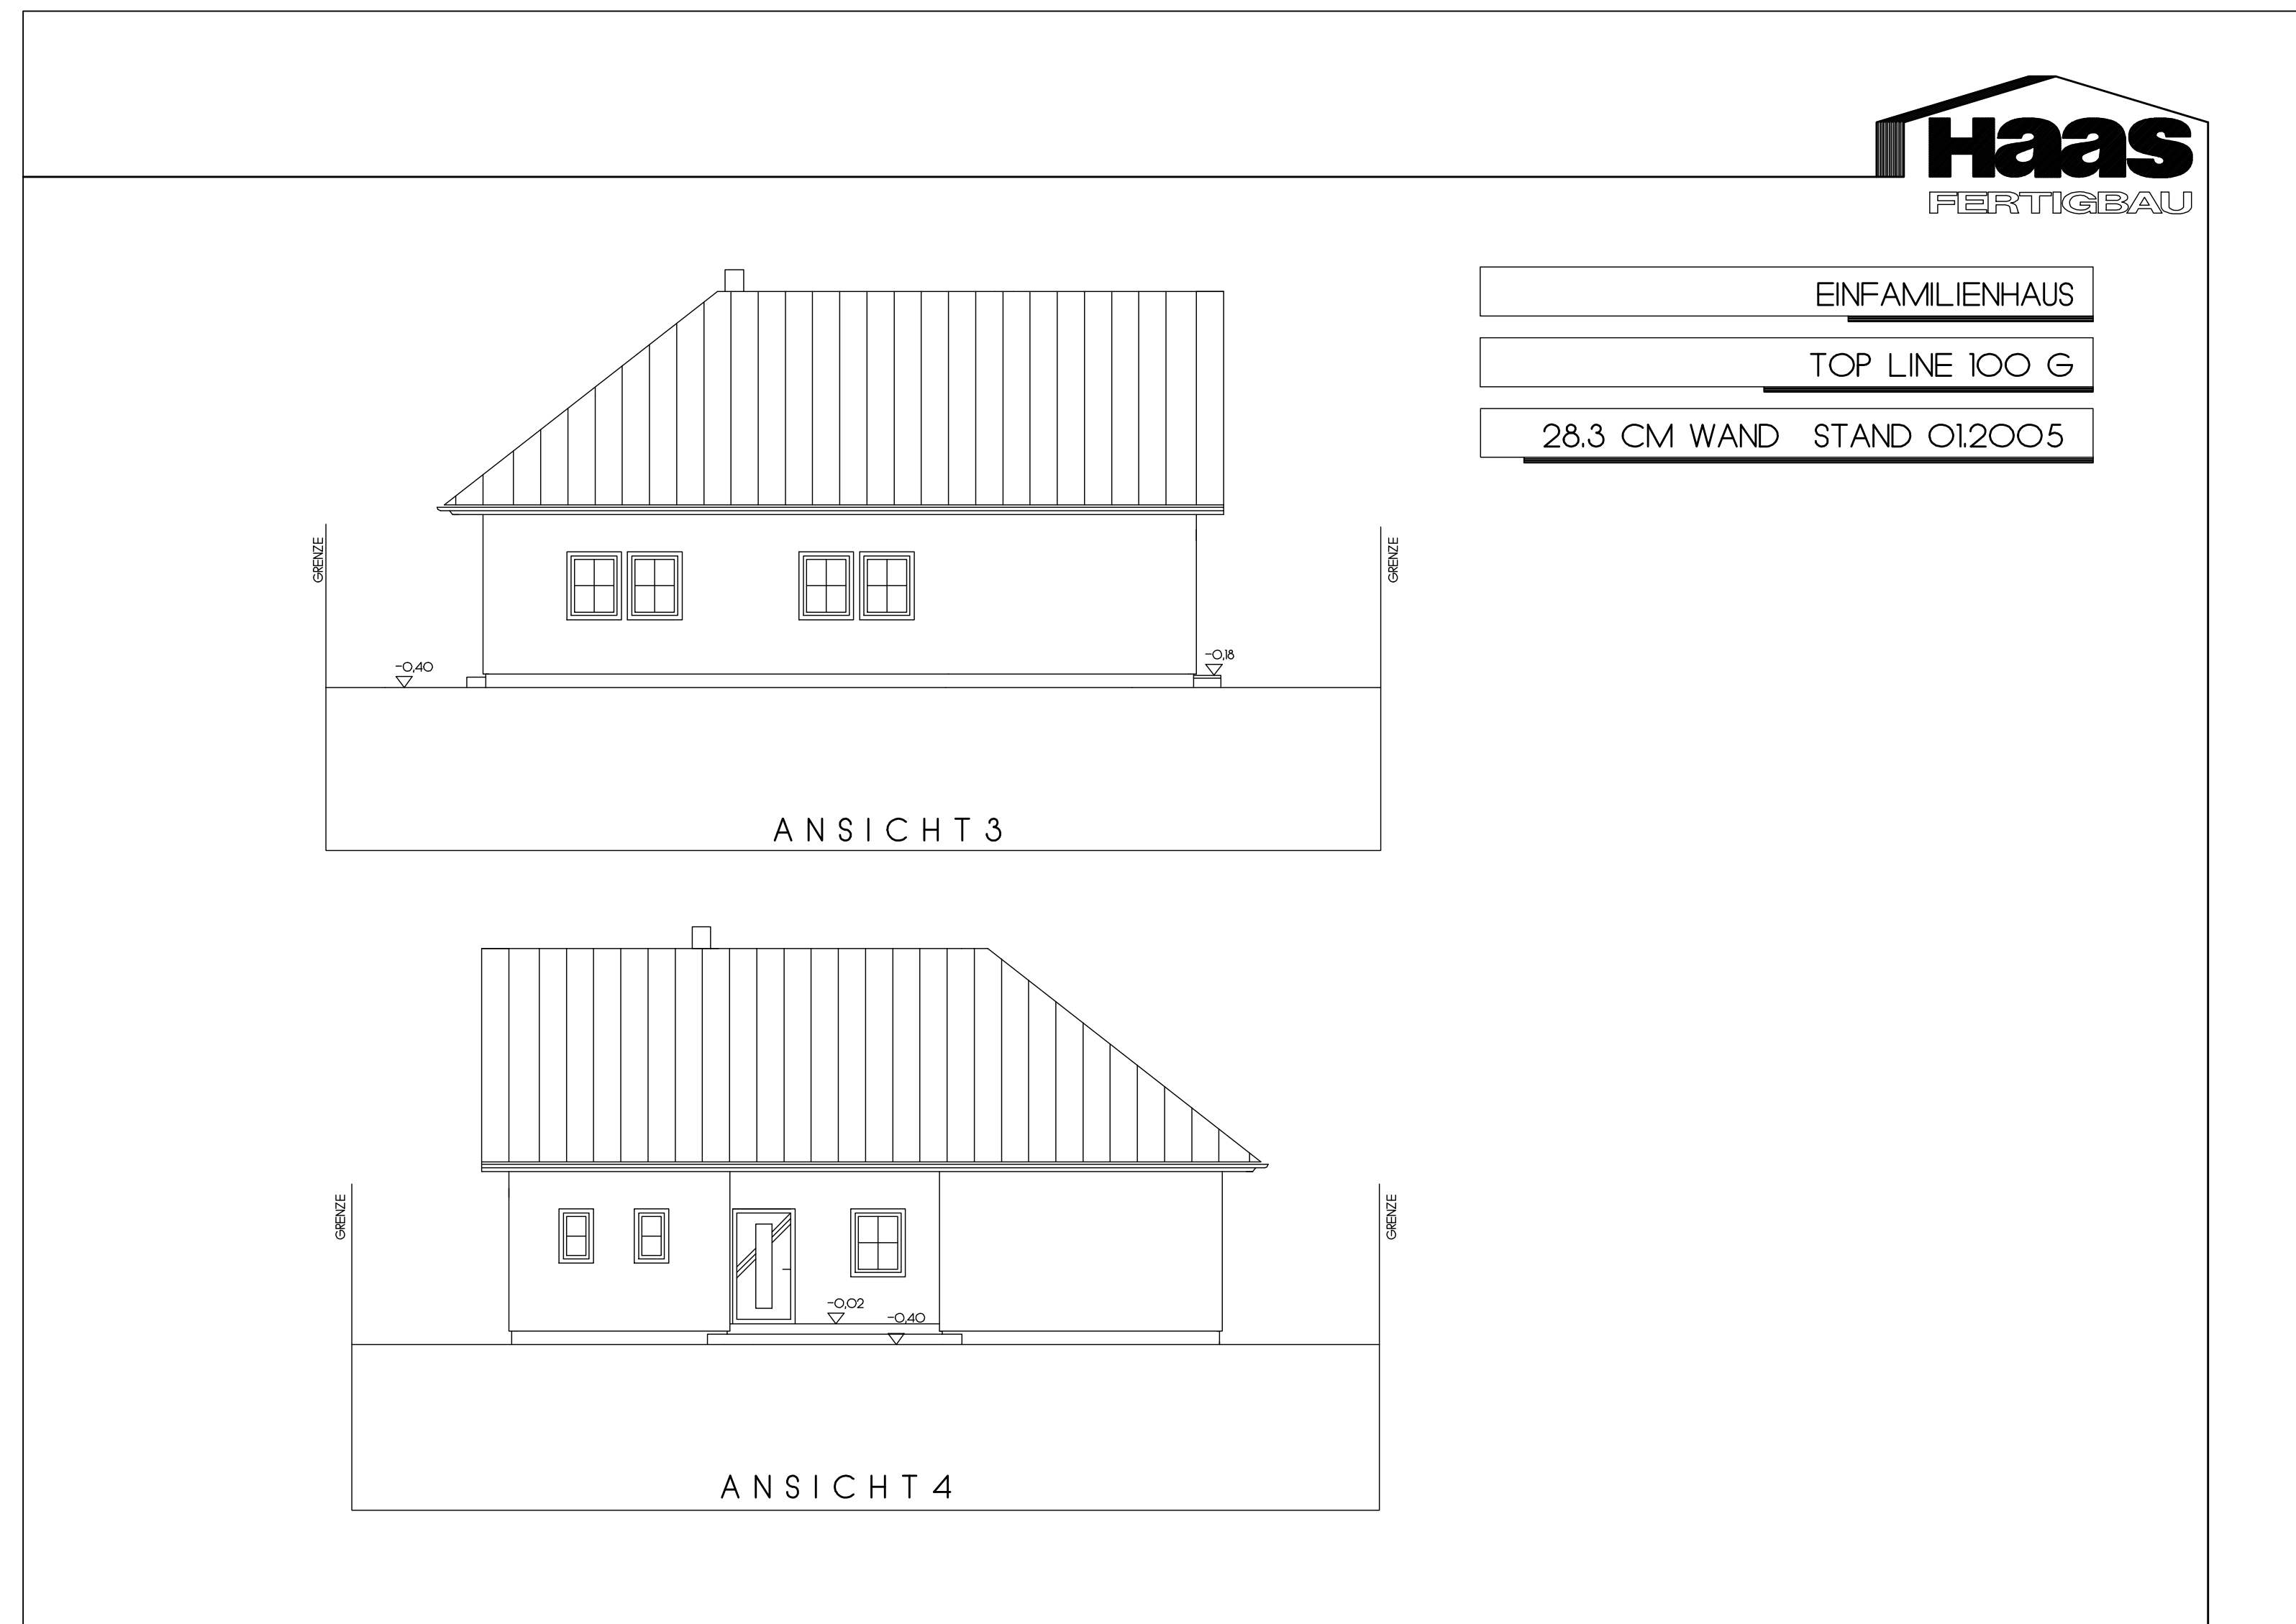 Haas
FERTIGBAU
EINFAMILIENHAUS
TOP LINE 100 G
28.3 CM WAND STAND 01.2005
GRENZE
GRENZE
-0,40
-0,18
ANSICHT 3
GRENZE
GRENZE
-0,02
-0,40
ANSICHT 4